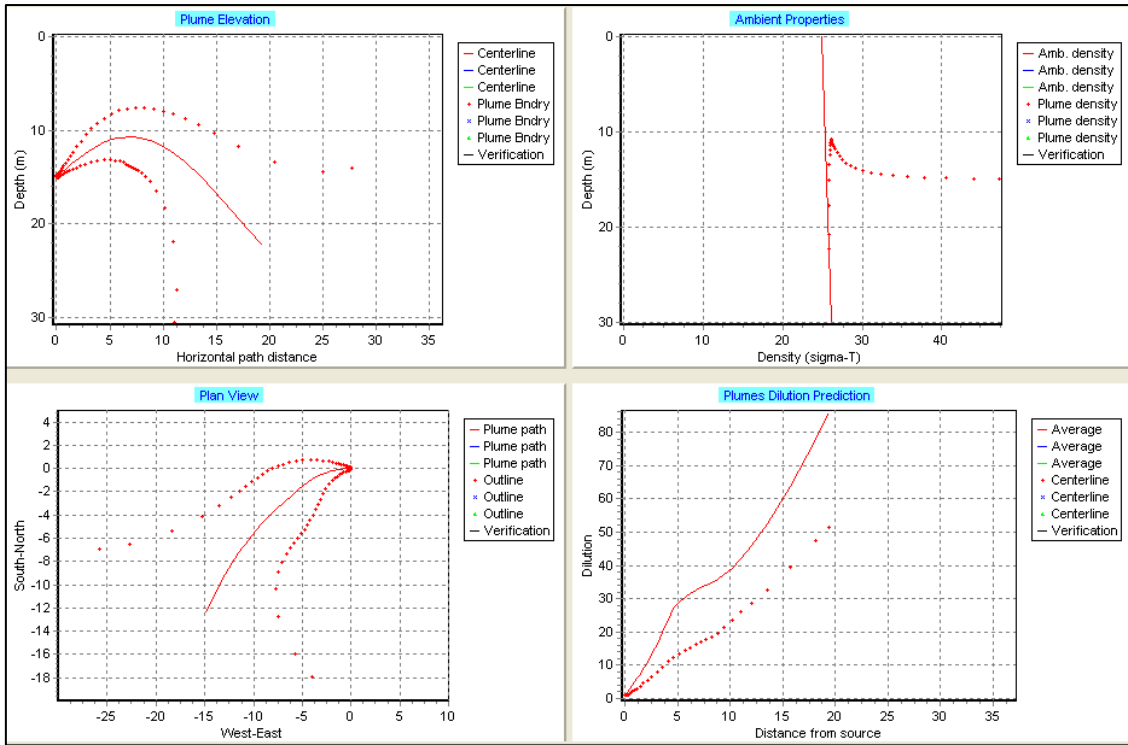 Plume Elevation
0
10
20
30
Depth (m)
0
5
10
15
20
25
30
35
Horizontal path distance
Centerline
Centerline
Centerline
Plume Bndry
Plume Bndry
Plume Bndry
Verification
Ambient Properties
0
10
20
30
Depth (m)
0
10
20
30
40
Density (sigma-T)
Amb. density
Amb. density
Amb. density
Plume density
Plume density
Plume density
Verification
Plan View
4
2
0
-2
-4
-6
-8
-10
-12
-14
-16
-18
South-North
-25
-20
-15
-10
-5
0
5
10
West-East
Plume path
Plume path
Plume path
Outline
Outline
Outline
Verification
Plumes Dilution Prediction
80
70
60
50
40
30
20
10
0
Dilution
0
5
10
15
20
25
30
35
Distance from source
Average
Average
Average
Centerline
Centerline
Centerline
Verification